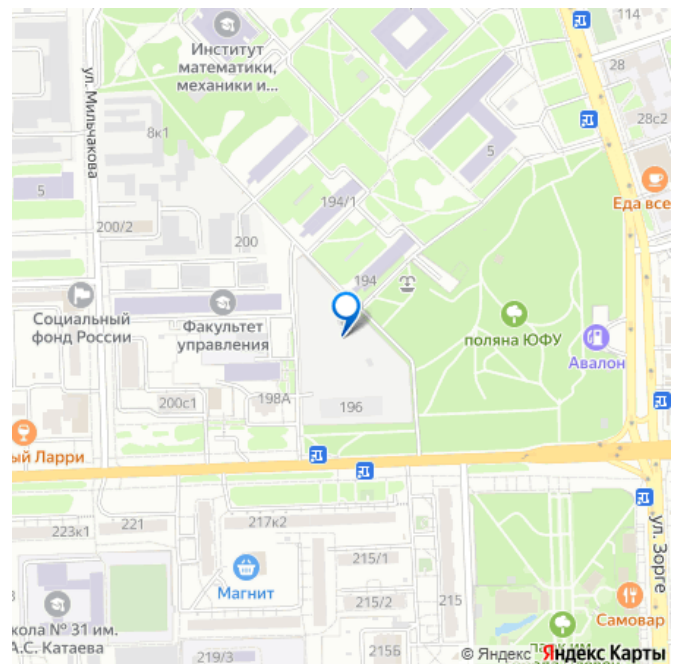 114
Институт
математики,
механики и...
28
ул. Мильчакова
8к1
28с2
5
5
Еда все
194/1
200/2
200
194
Социальный
фонд России
Факультет
управления
поляна ЮФУ
Авалон
200с1
198А
196
ый Ларри
217к2
221
223к1
ул. Зорге
215/1
Магнит
215/2
215
Самовар
кола № 31 им.
А.С. Катаева
219/3
215Б
© Яндекс Яндекс Карты